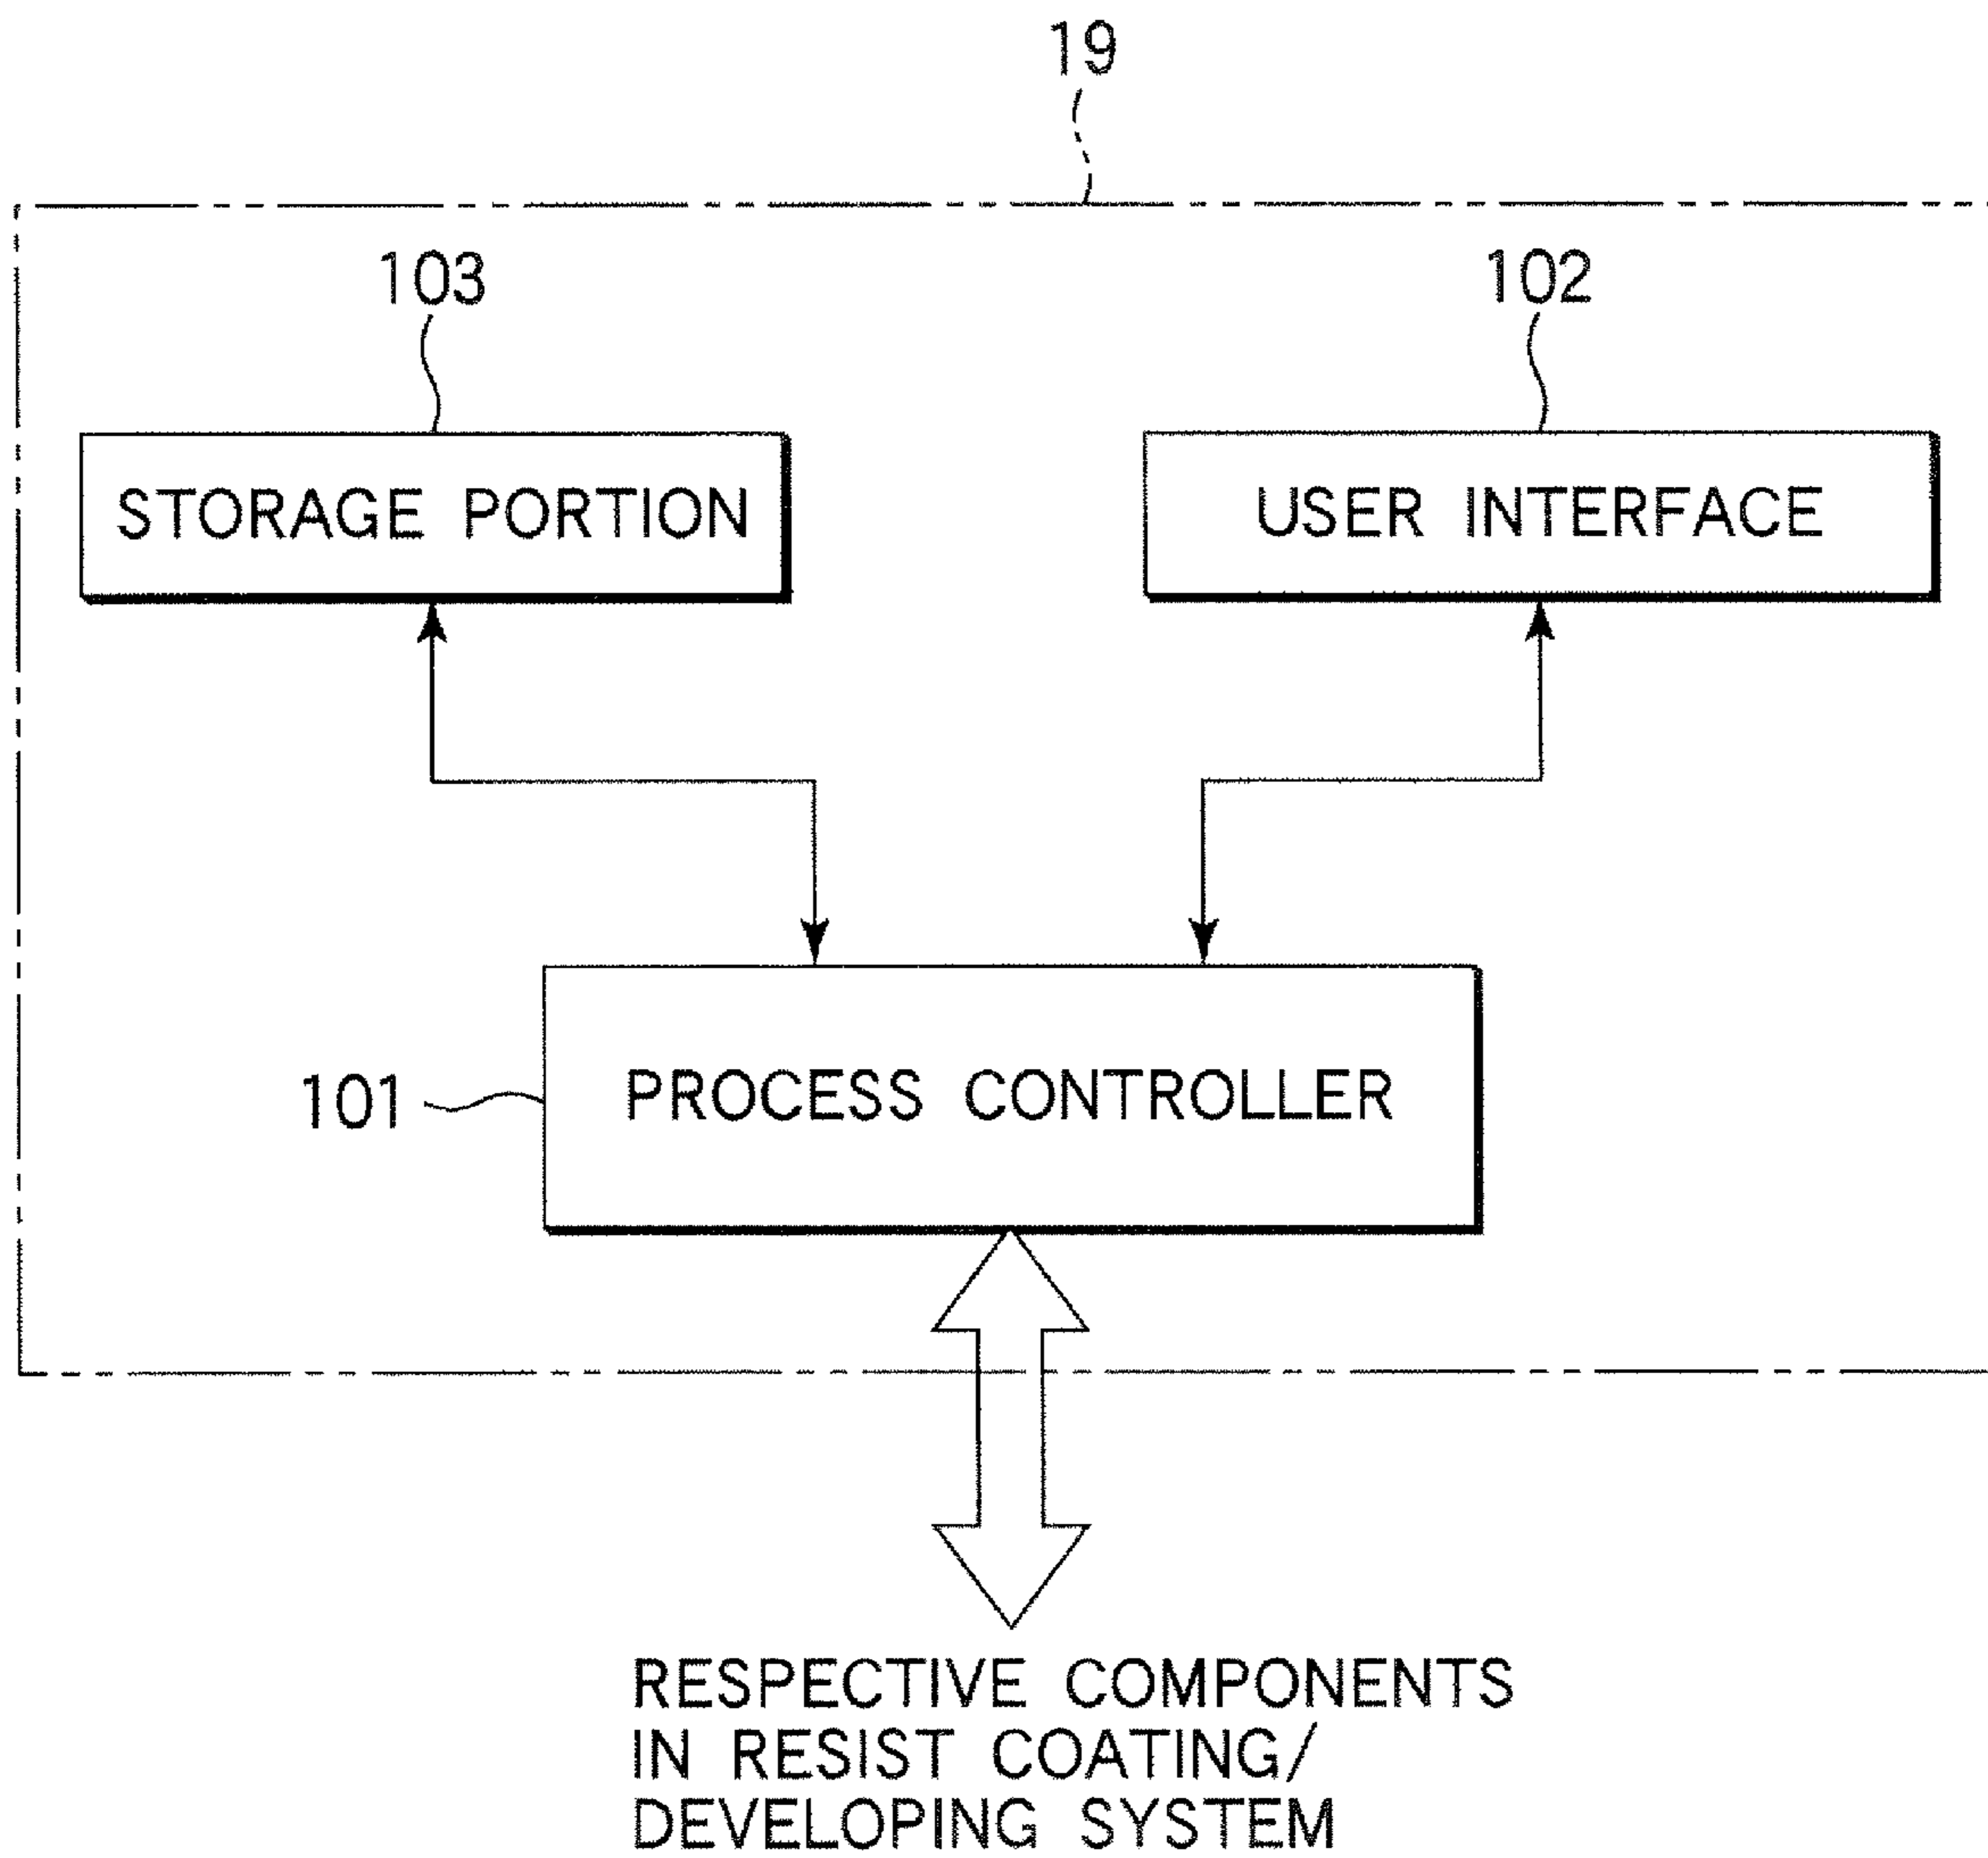 19
103
102
STORAGE PORTION
USER INTERFACE
101
PROCESS CONTROLLER
RESPECTIVE COMPONENTS
IN RESIST COATING/
DEVELOPING SYSTEM